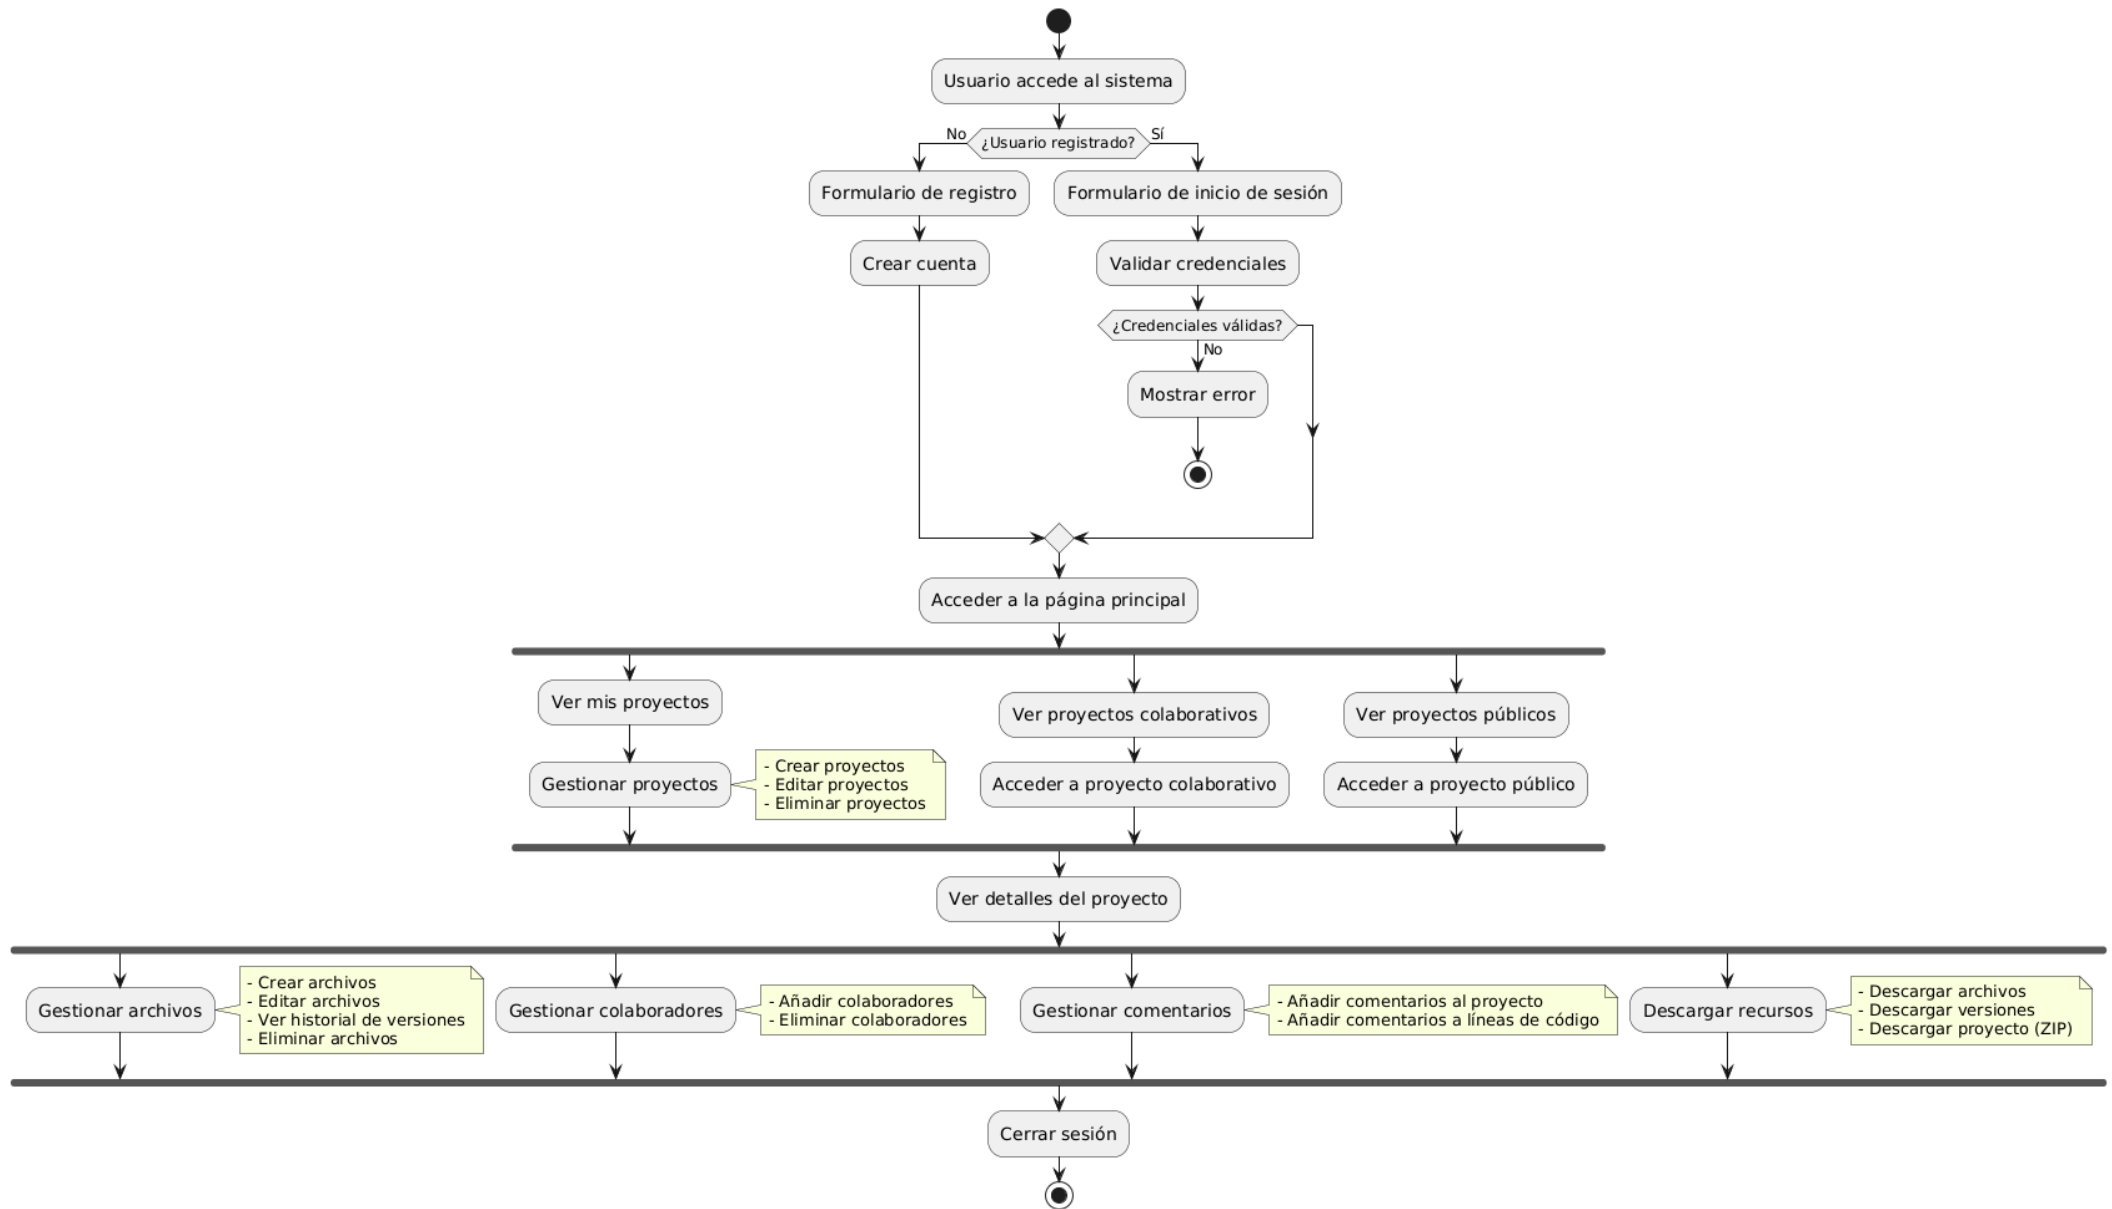 Usuario accede al sistema
No
¿Usuario registrado?
Sí
Formulario de registro
Formulario de inicio de sesión
Crear cuenta
Validar credenciales
¿Credenciales válidas?
No
Mostrar error
Acceder a la página principal
Ver mis proyectos
Ver proyectos colaborativos
Ver proyectos públicos
Gestionar proyectos
- Crear proyectos
- Editar proyectos
- Eliminar proyectos
Acceder a proyecto colaborativo
Acceder a proyecto público
Ver detalles del proyecto
Gestionar archivos
- Crear archivos
- Editar archivos
- Ver historial de versiones
- Eliminar archivos
Gestionar colaboradores
- Añadir colaboradores
- Eliminar colaboradores
Gestionar comentarios
- Añadir comentarios al proyecto
- Añadir comentarios a líneas de código
Descargar recursos
- Descargar archivos
- Descargar versiones
- Descargar proyecto (ZIP)
Cerrar sesión